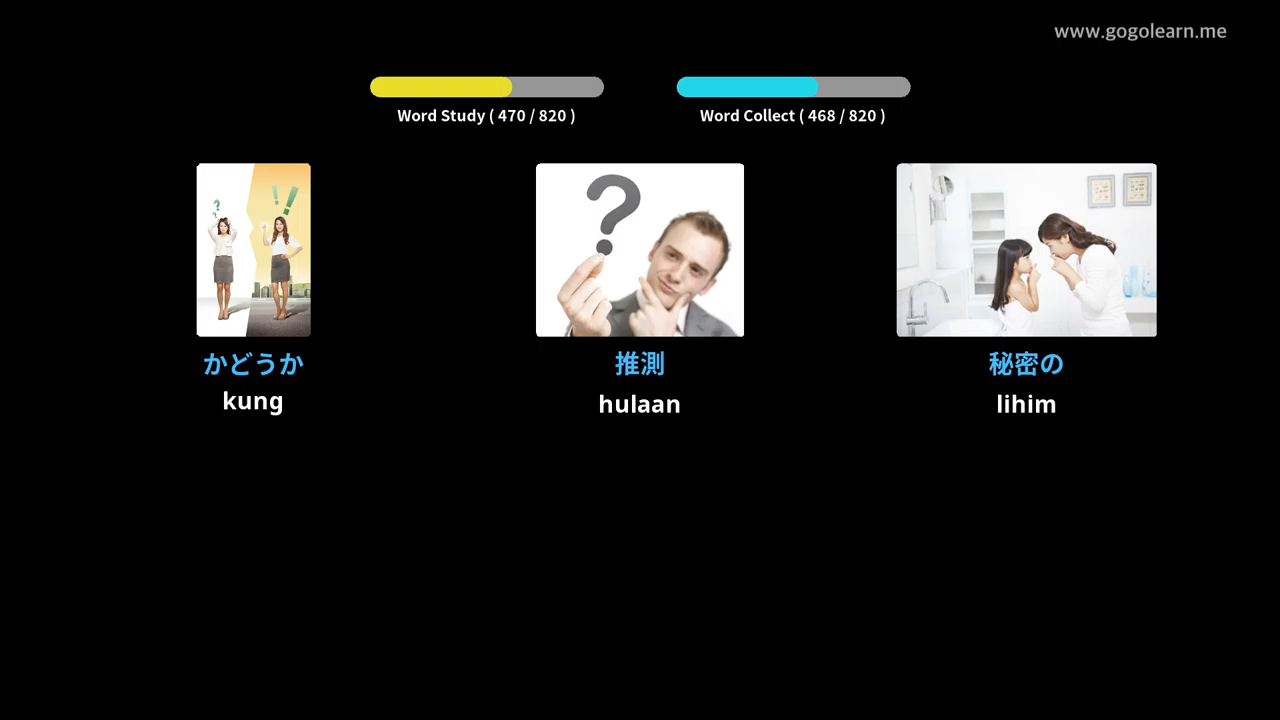 www.gogolearn.me
Word Study ( 470 / 820 )
Word Collect ( 468 / 820 )
かどうか
kung
推測
hulaan
秘密の
lihim